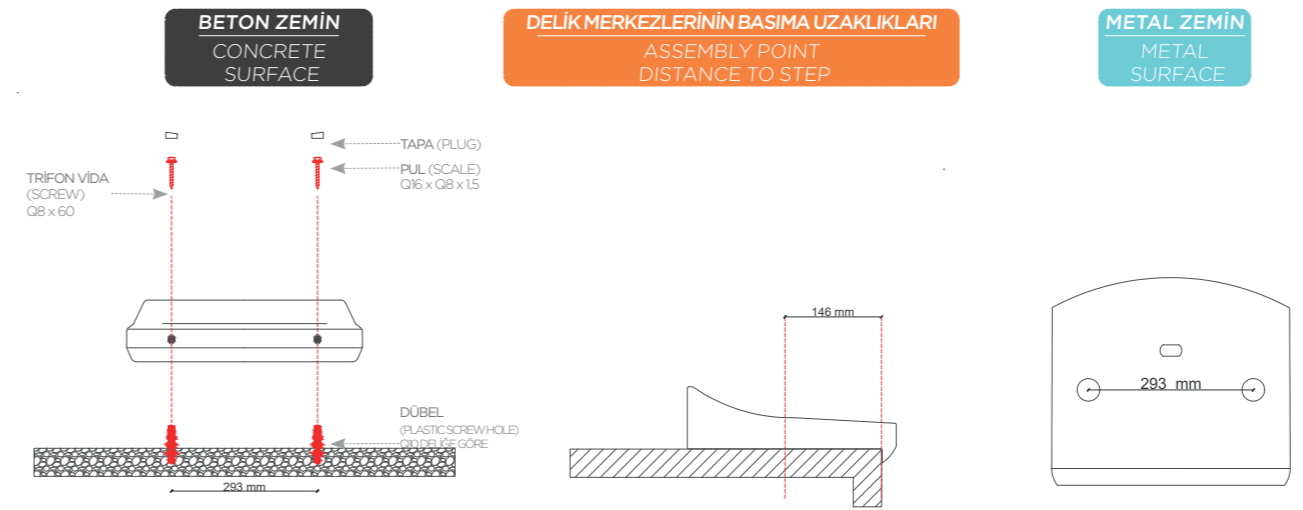 BETON ZEMİN
CONCRETE
SURFACE
DELİK MERKEZLERİNİN BASIMA UZAKLIKLARI
ASSEMBLY POINT
DISTANCE TO STEP
METAL ZEMİN
METAL
SURFACE
TAPA (PLUG)
PUL (SCALE)
Q16 x Q8 x 1,5
TRİFON VİDA
(SCREW)
Q8 x 60
DÜBEL
(PLASTIC SCREW HOLE)
Q10 DELİĞE GÖRE
293 mm
146 mm
293 mm